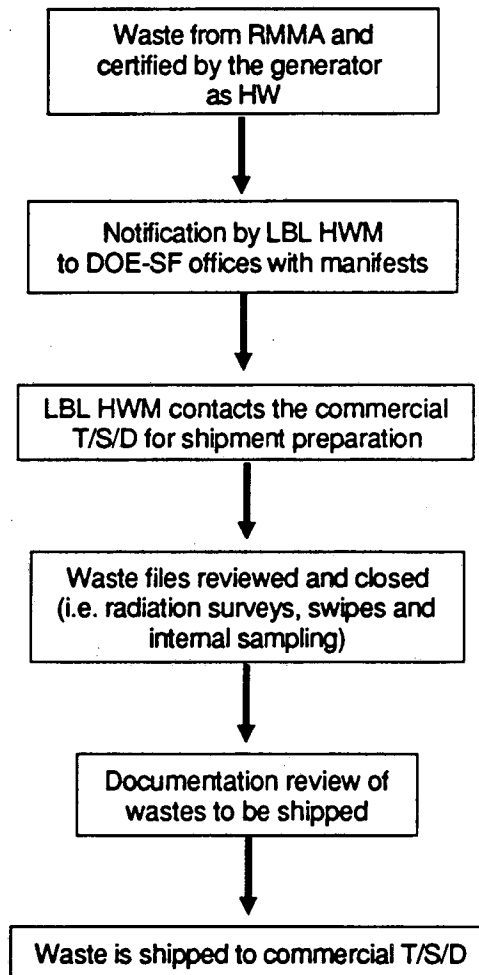 Waste from RMMA and
certified by the generator
as HW
Notification by LBL HWM
to DOE-SF offices with manifests
LBL HWM contacts the commercial
T/S/D for shipment preparation
Waste files reviewed and closed
(i.e. radiation surveys, swipes and
internal sampling)
Documentation review of
wastes to be shipped
Waste is shipped to commercial T/S/D